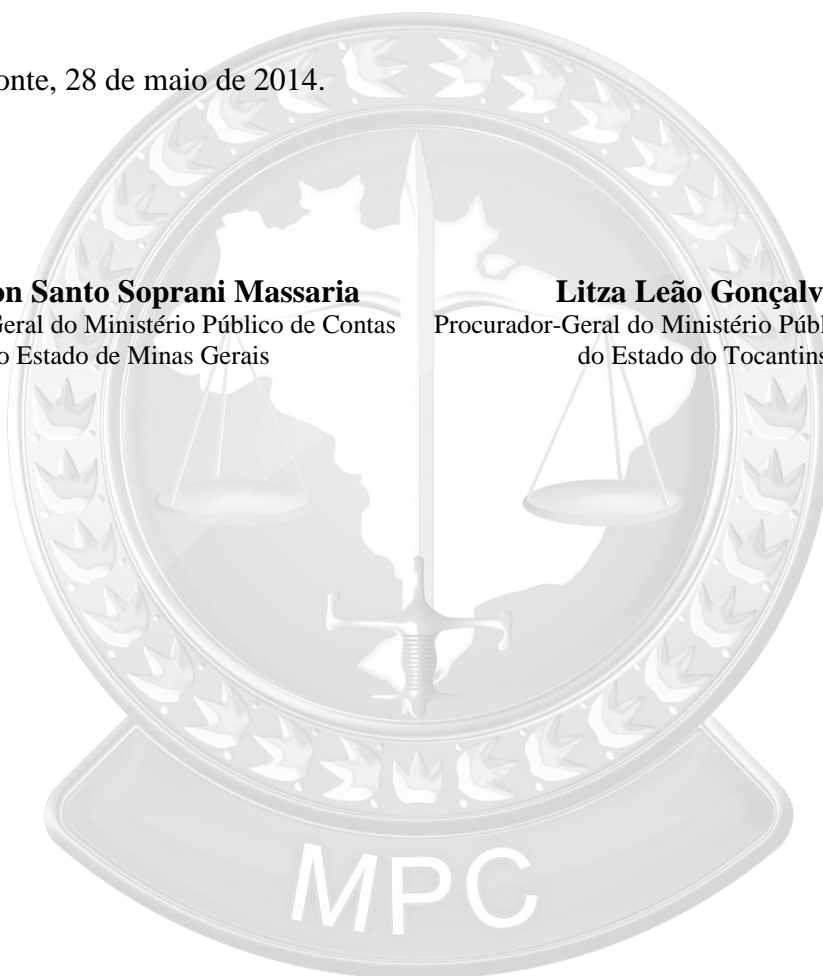 onte, 28 de maio de 2014.
on Santo Soprani Massaria
Geral do Ministério Público de Contas
o Estado de Minas Gerais
Litza Leão Gonçalv
Procurador-Geral do Ministério Públi
do Estado do Tocantins
MPC